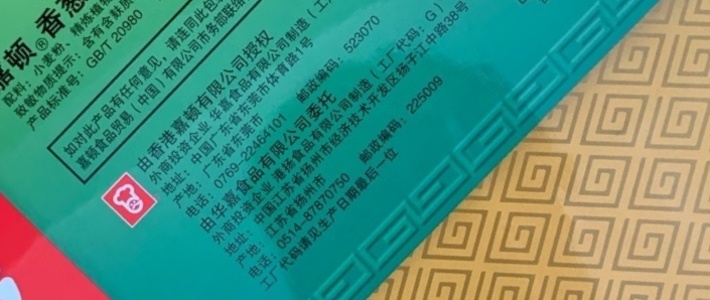 嘉顿®香葱
配料：小麦粉、精炼植物
致敏物质提示：含有含麸质
产品标准号：GB/T 20980
如对此产品有任何意见，请连同此包
嘉顿食品贸易（中国）有限公司市务部联络
由香港嘉顿有限公司授权
外商投资企业 华嘉食品有限公司制造（工
地址：中国广东省东莞市体育路1号
产地：广东省东莞市
电话：0769-22464101 邮政编码：523070
由华嘉食品有限公司委托
外商投资企业 港扬食品有限公司制造（工厂代码：G）
地址：中国江苏省扬州市经济技术开发区扬子江中路38号
产地：江苏省扬州市
电话：0514-87870750 邮政编码：225009
工厂代码请见生产日期最后一位